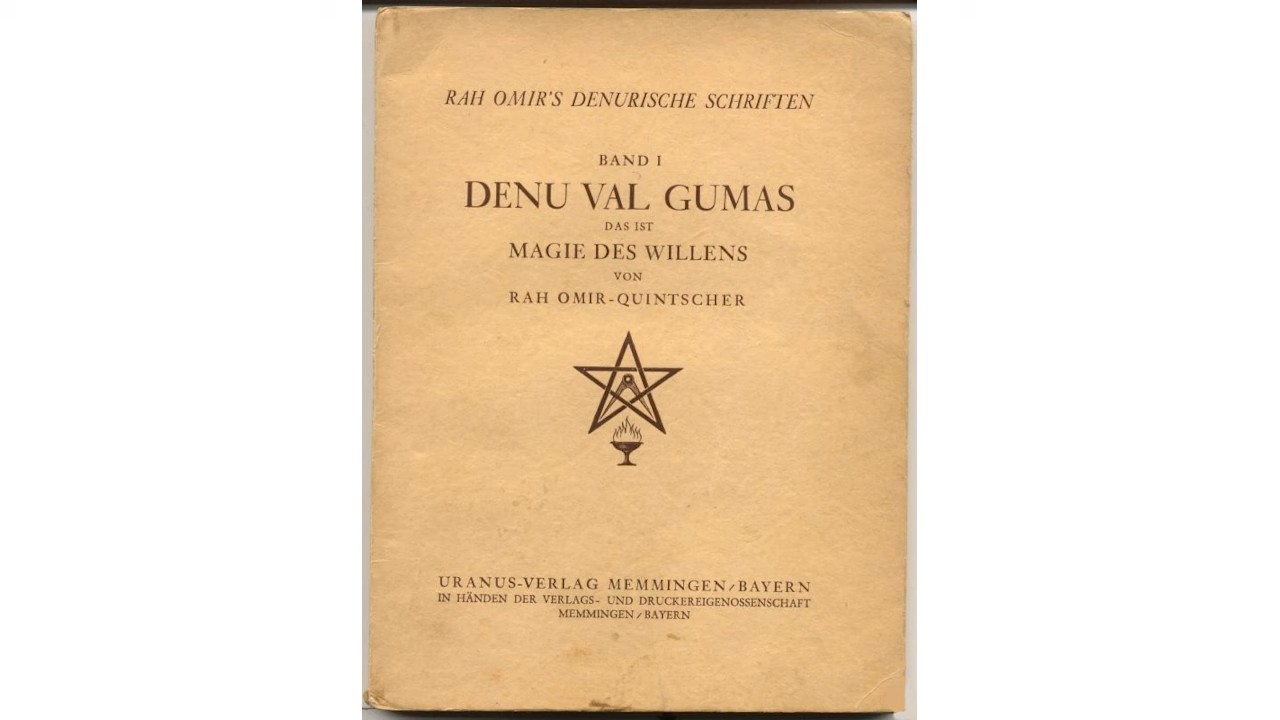 RAH OMIR'S DENURISCHE SCHRIFTEN
BAND I
DENU VAL GUMAS
DAS IST
MAGIE DES WILLENS
VON
RAH OMIR-QUINTSCHER
URANUS-VERLAG MEMMINGEN/BAYERN
IN HÄNDEN DER VERLAGS- UND DRUCKEREIGENOSSENSCHAFT
MEMMINGEN/BAYERN